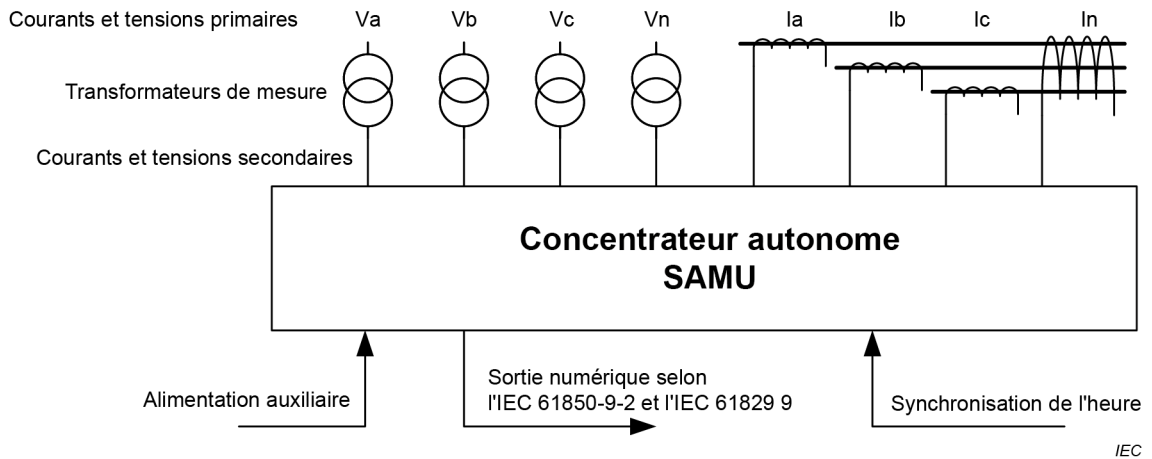 Courants et tensions primaires Va Vb Vc Vn Ia Ib Ic In
Transformateurs de mesure
Courants et tensions secondaires
Concentrateur autonome
SAMU
Alimentation auxiliaire
Sortie numérique selon
l'IEC 61850-9-2 et l'IEC 61829 9
Synchronisation de l'heure
IEC